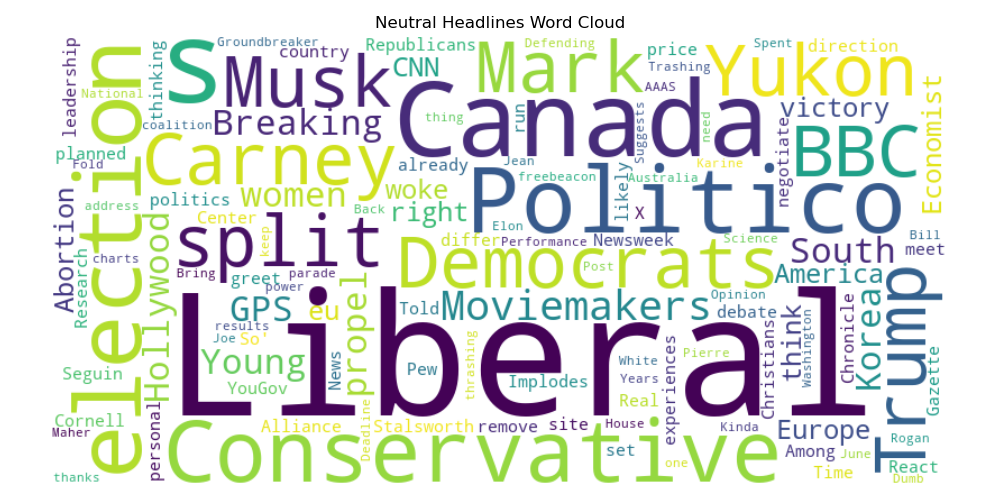 Neutral Headlines Word Cloud
leadership
election
thinking
S
Groundbreaker
country
Musk
Republicans
CNN
Mark
Defending
price
Trashing
Yukon
Spent
direction
National
coalition
Breaking
Canada
AAAS
victory
BBC
Economist
planned
Fold
Carney
thing
run
Suggests
need
negotiate
already
Jean
freebeacon
Australia
Karine
address
politics
women
woke
Politico
likely
X
Abortion
Center
Back
right
Elon
Bill
meet
charts
Hollywood
split
keep
differ
Performance
Newsweek
Science
South
Research
Bring
greet
parade
power
propel
Democrats
Post
America
GPS
eu
Told
Moviemakers
Opinion
debate
Christians
think
Washington
Chronicle
Korea
Trump
results
Joe
So'
Young
News
Liberal
White
Pierre
Gazette
Seguin
YouGov
Pew
thrashing
Implodes
Years
Real
experiences
Cornell
Maher
personal
Alliance
Deadline
Stalsworth
remove
site
House
Kinda
Europe
Rogan
Conservative
set
one
Among
June
React
thanks
Time
Dumb